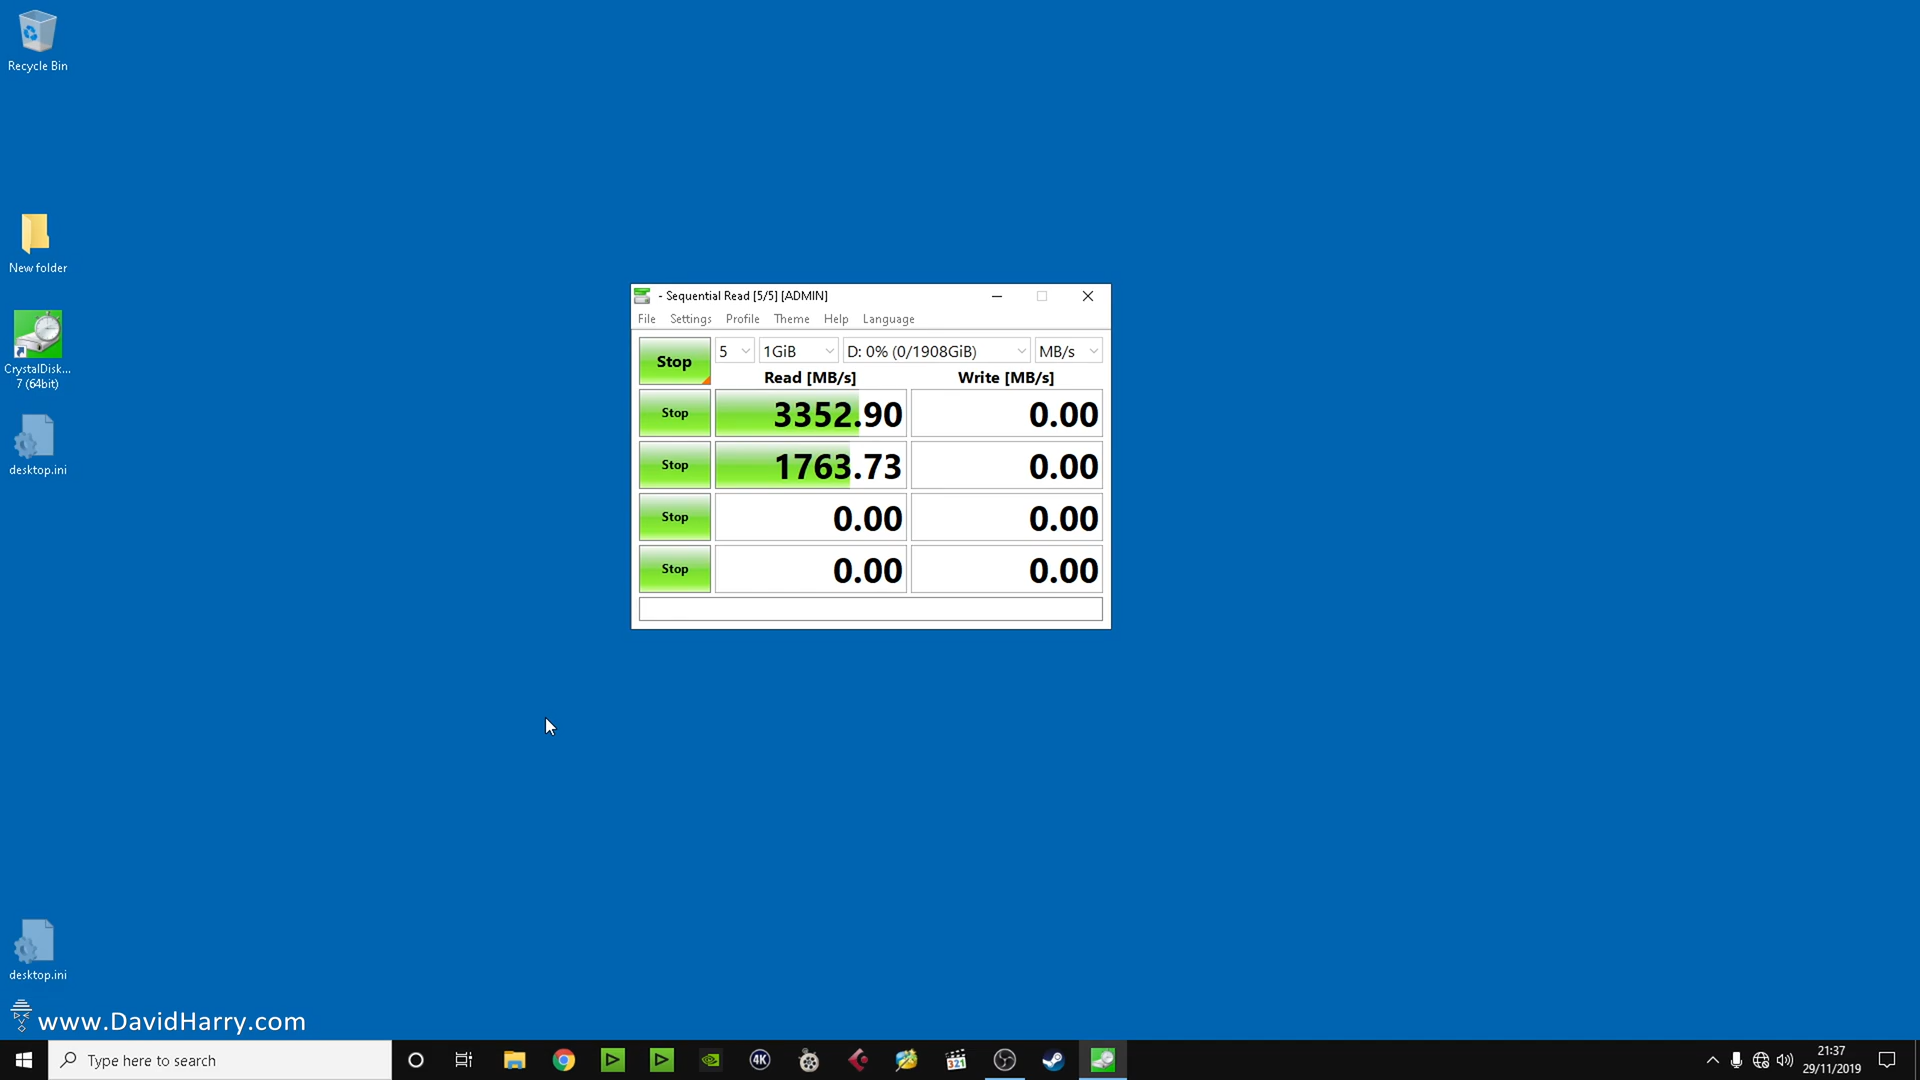 Recycle Bin
New folder
CrystalDisk...
7 (64bit)
desktop.ini
- Sequential Read [5/5] [ADMIN]
File Settings Profile Theme Help Language
Stop 5 1GiB D: 0% (0/1908GiB) MB/s
Read [MB/s] Write [MB/s]
Stop 3352.90 0.00
Stop 1763.73 0.00
Stop 0.00 0.00
Stop 0.00 0.00
desktop.ini
www.DavidHarry.com
Type here to search
4K
321
21:37
29/11/2019